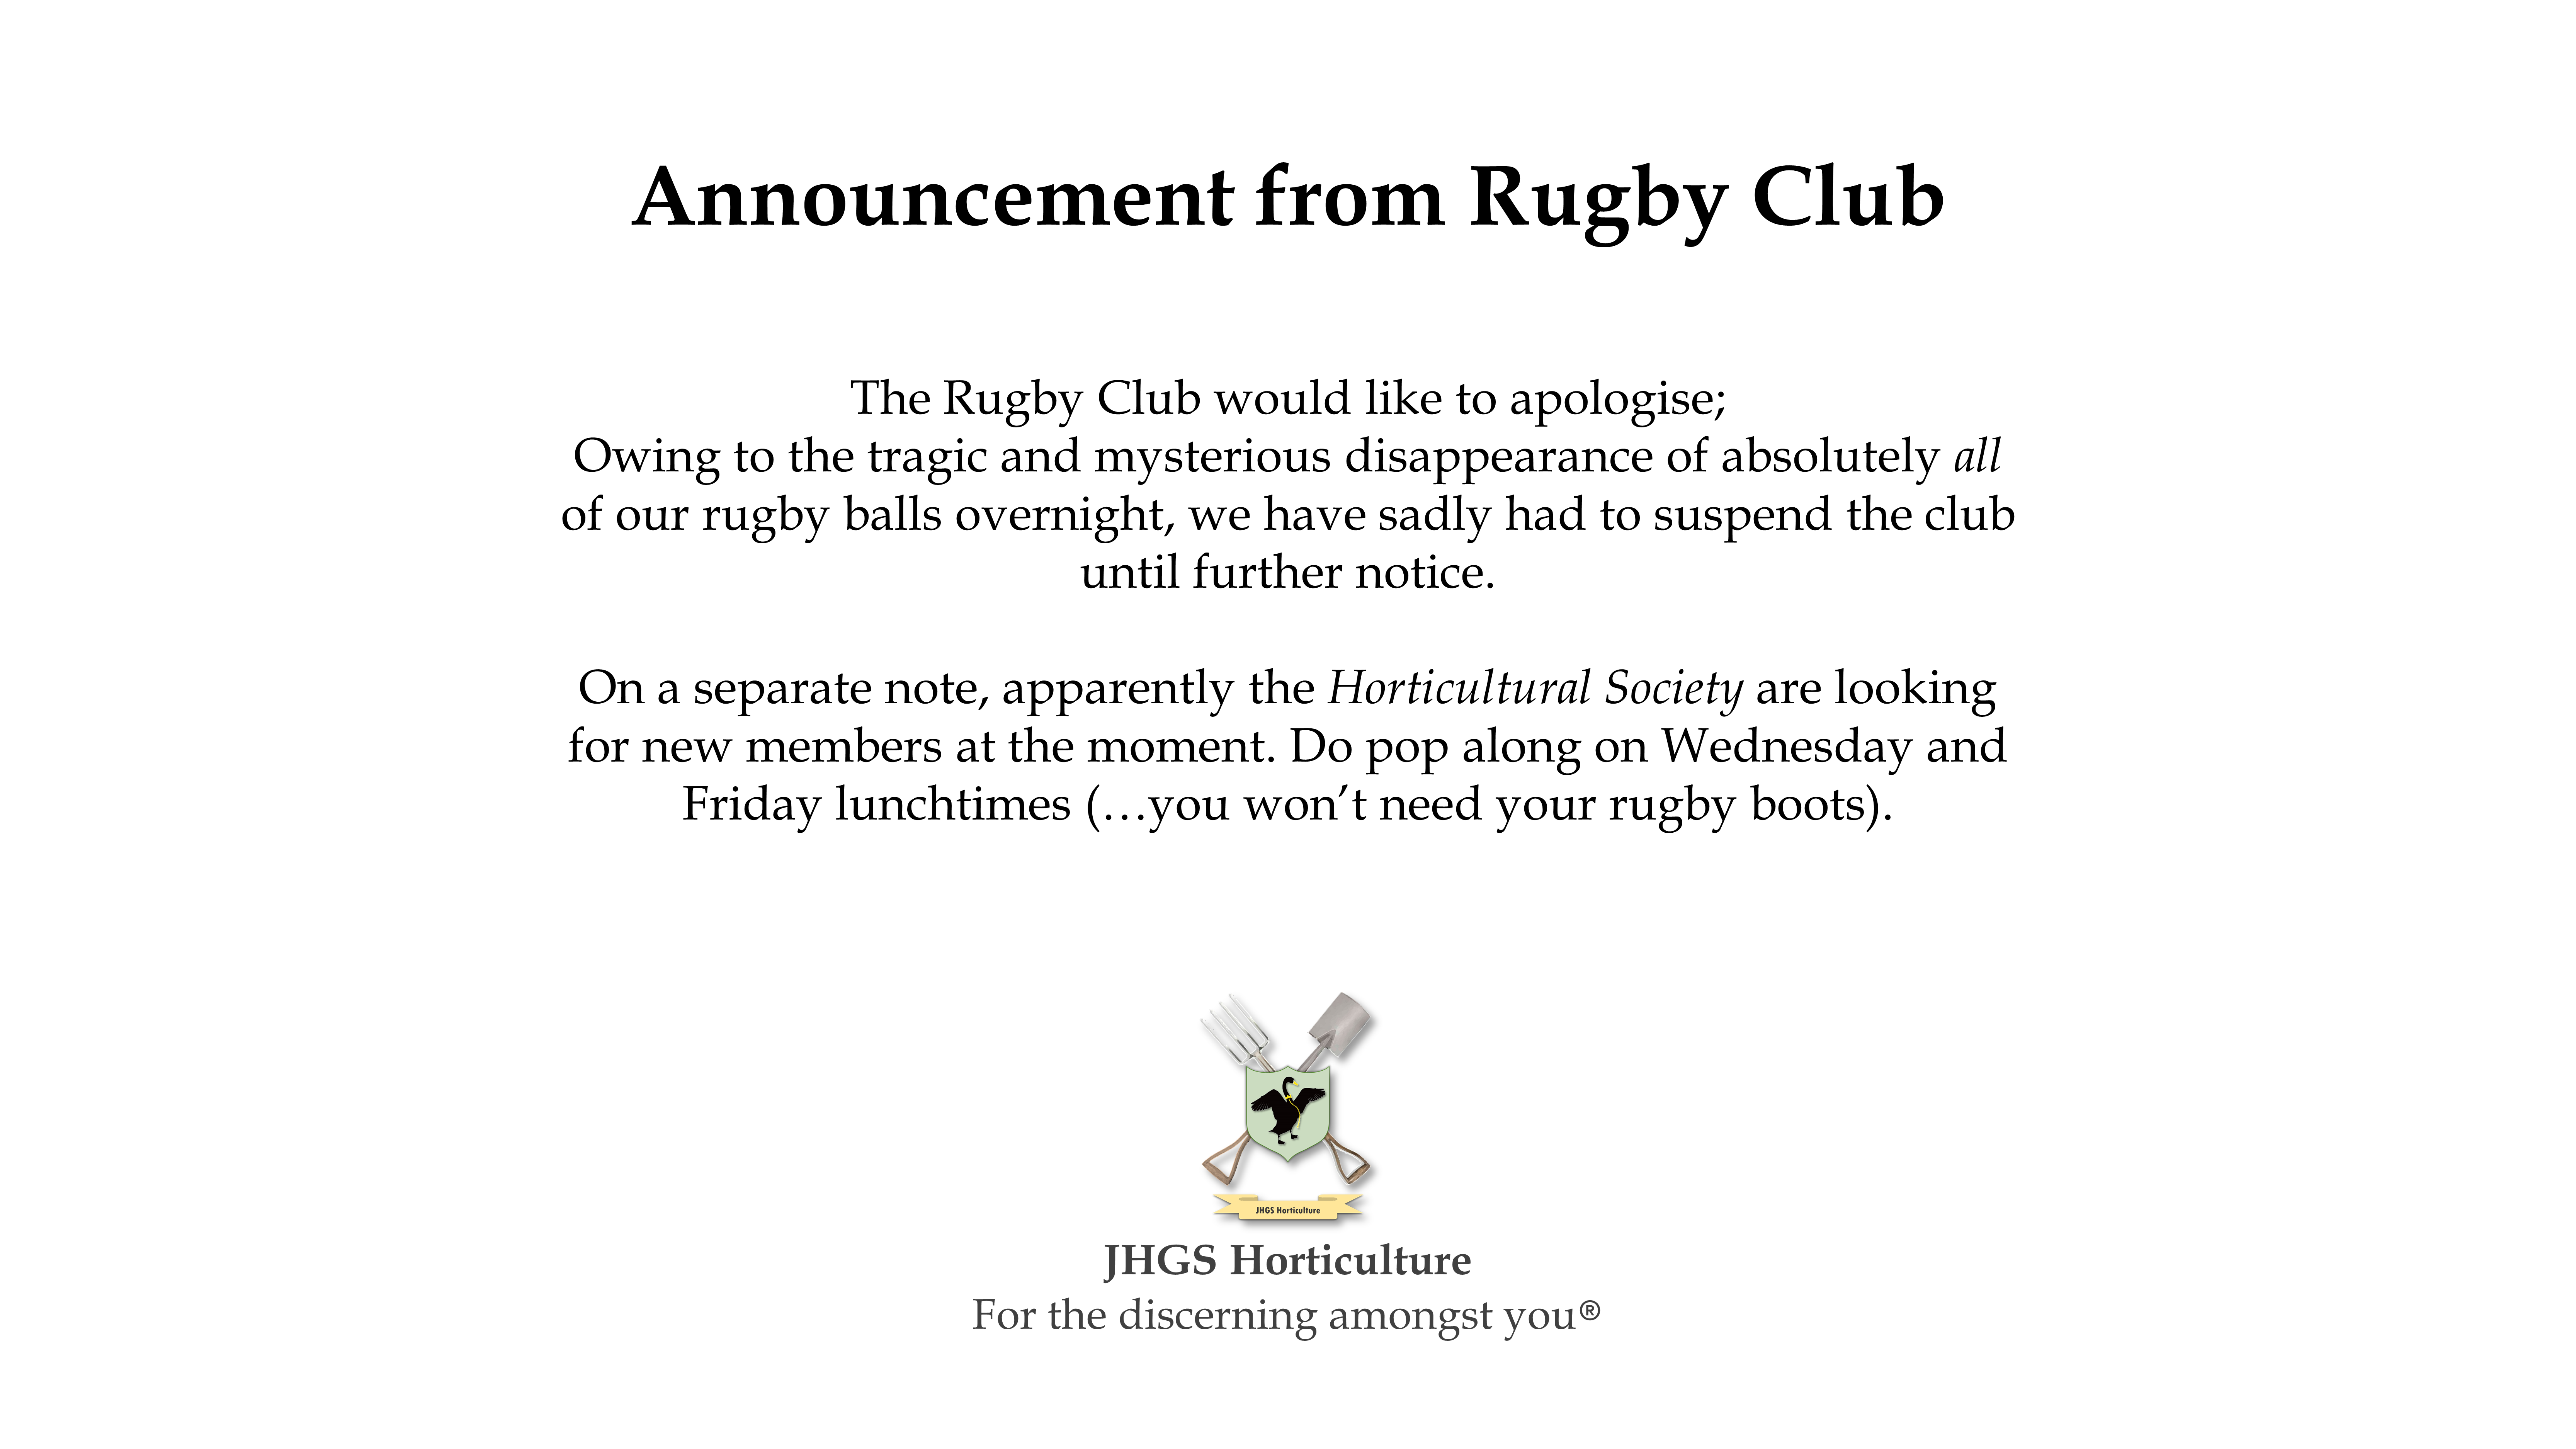 Announcement from Rugby Club
The Rugby Club would like to apologise;
Owing to the tragic and mysterious disappearance of absolutely all
of our rugby balls overnight, we have sadly had to suspend the club
until further notice.
On a separate note, apparently the Horticultural Society are looking
for new members at the moment. Do pop along on Wednesday and
Friday lunchtimes (…you won’t need your rugby boots).
JHGS Horticulture
JHGS Horticulture
For the discerning amongst you®